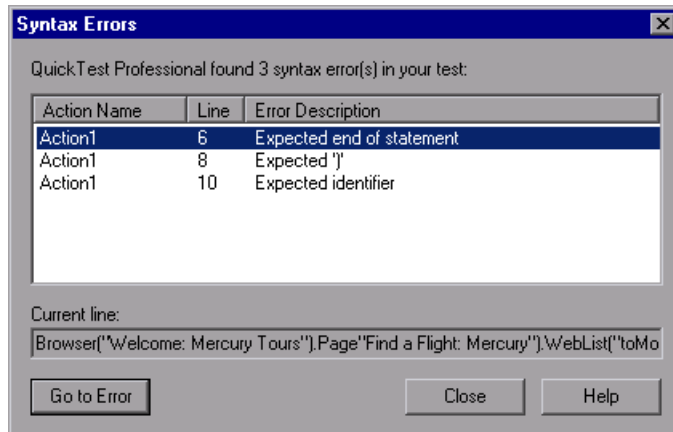 Syntax Errors
QuickTest Professional found 3 syntax error(s) in your test:
Action Name Line Error Description
Action1 6 Expected end of statement
Action1 8 Expected ')'
Action1 10 Expected identifier
Current line:
Browser("Welcome: Mercury Tours").Page"Find a Flight: Mercury").WebList("toMo
Go to Error Close Help